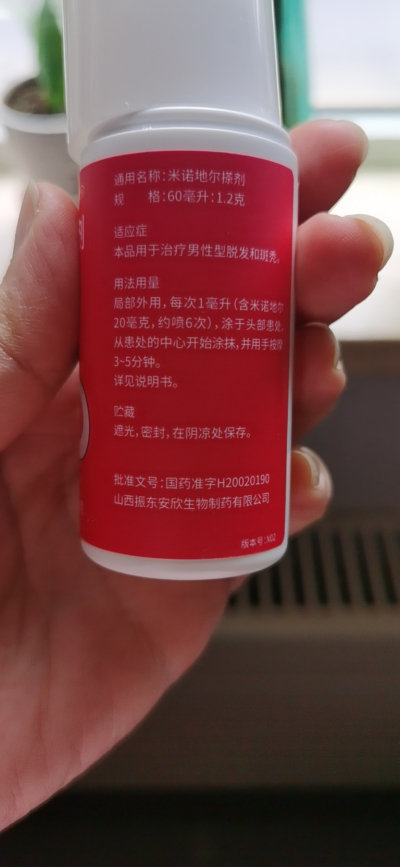 剂
通用名称：米诺地尔搽剂
规　　格：60毫升：1.2克
适应症
本品用于治疗男性型脱发和斑秃。
用法用量
局部外用，每次1毫升（含米诺地尔
20毫克，约喷6次），涂于头部患处，
从患处的中心开始涂抹，并用手按摩
3~5分钟。
详见说明书。
贮藏
遮光，密封，在阴凉处保存。
批准文号：国药准字H20020190
山西振东安欣生物制药有限公司
版本号：X02